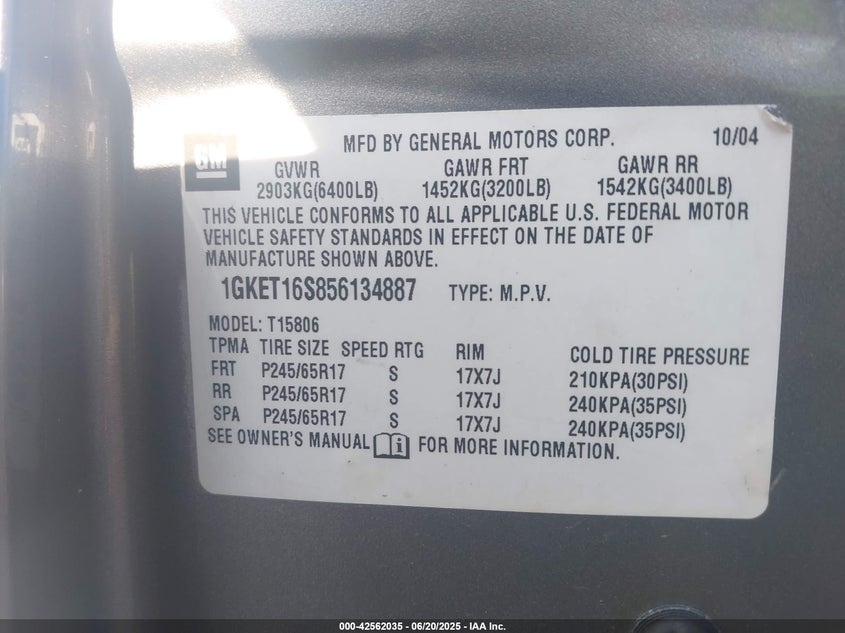 GM
MFD BY GENERAL MOTORS CORP. 10/04
GVWR GAWR FRT GAWR RR
2903KG(6400LB) 1452KG(3200LB) 1542KG(3400LB)
THIS VEHICLE CONFORMS TO ALL APPLICABLE U.S. FEDERAL MOTOR
VEHICLE SAFETY STANDARDS IN EFFECT ON THE DATE OF
MANUFACTURE SHOWN ABOVE.
1GKET16S856134887 TYPE: M.P.V.
MODEL: T15806
TPMA TIRE SIZE SPEED RTG RIM COLD TIRE PRESSURE
FRT P245/65R17 S 17X7J 210KPA(30PSI)
RR P245/65R17 S 17X7J 240KPA(35PSI)
SPA P245/65R17 S 17X7J 240KPA(35PSI)
SEE OWNER'S MANUAL FOR MORE INFORMATION.
000-42562035 - 06/20/2025 - IAA Inc.